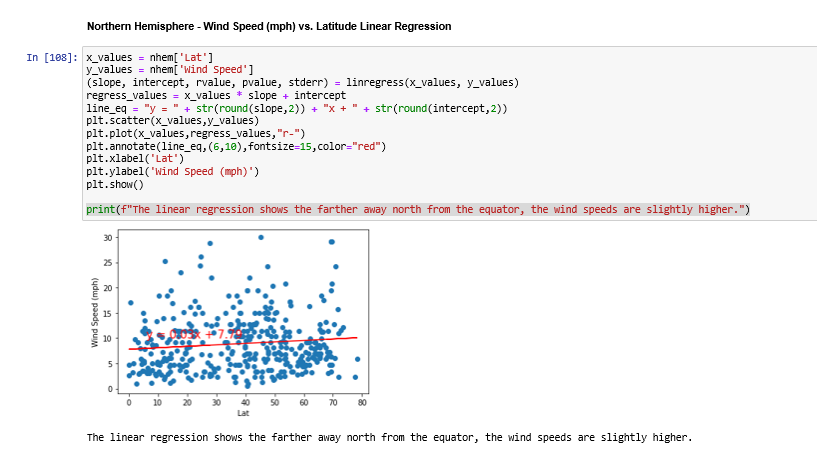 Northern Hemisphere - Wind Speed (mph) vs. Latitude Linear Regression
In [108]:
x_values = nhem['Lat']
y_values = nhem['Wind Speed']
(slope, intercept, rvalue, pvalue, stderr) = linregress(x_values, y_values)
regress_values = x_values * slope + intercept
line_eq = "y = " + str(round(slope,2)) + "x + " + str(round(intercept,2))
plt.scatter(x_values,y_values)
plt.plot(x_values,regress_values,"r-")
plt.annotate(line_eq,(6,10),fontsize=15,color="red")
plt.xlabel('Lat')
plt.ylabel('Wind Speed (mph)')
plt.show()
print(f"The linear regression shows the farther away north from the equator, the wind speeds are slightly higher.")
30
25
20
15
10
5
0
Wind Speed (mph)
0 10 20 30 40 50 60 70 80
Lat
The linear regression shows the farther away north from the equator, the wind speeds are slightly higher.